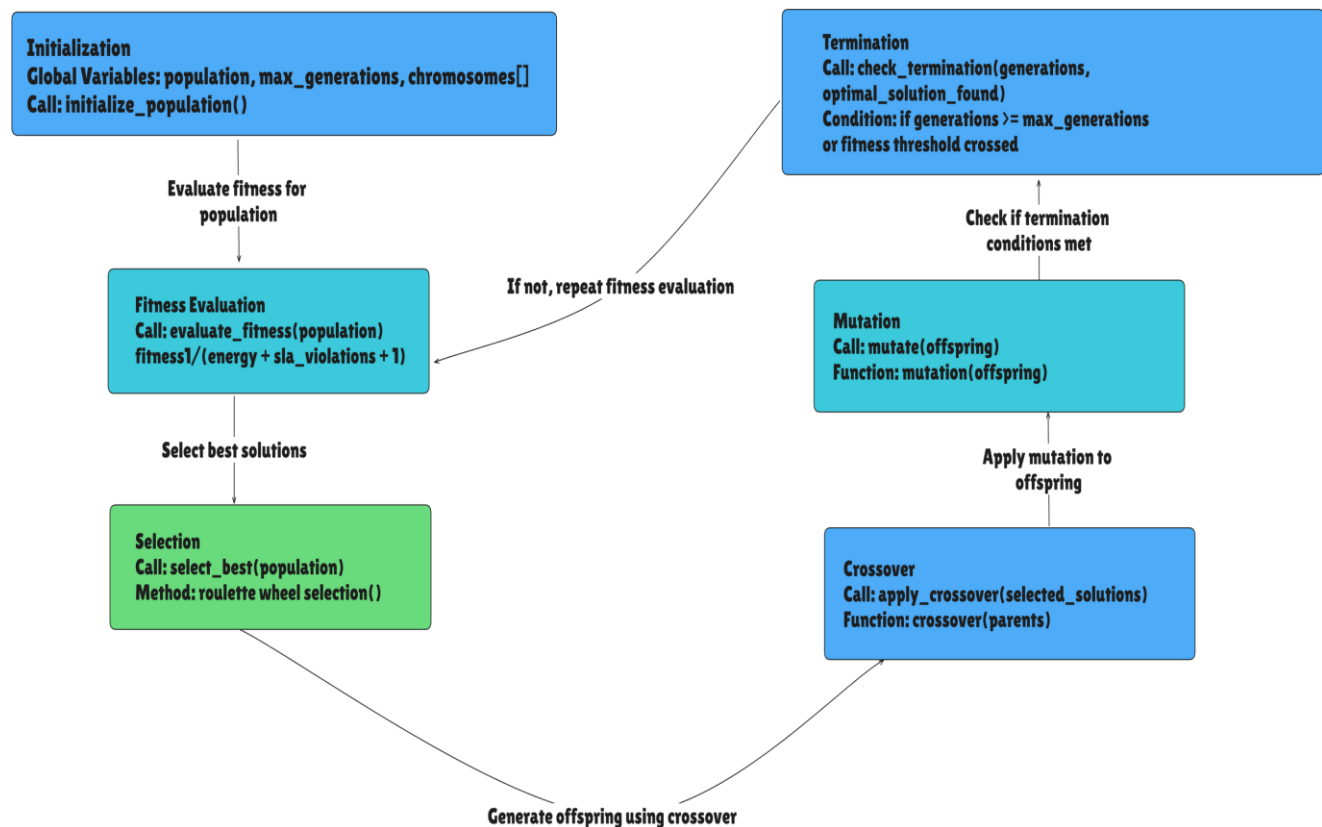 Initialization
Global Variables: population, max_generations, chromosomes[]
Call: initialize_population()
Evaluate fitness for
population
Fitness Evaluation
Call: evaluate_fitness(population)
fitness1/(energy + sla_violations + 1)
Select best solutions
Selection
Call: select_best(population)
Method: roulette wheel selection()
Generate offspring using crossover
Crossover
Call: apply_crossover(selected_solutions)
Function: crossover(parents)
Apply mutation to
offspring
Mutation
Call: mutate(offspring)
Function: mutation(offspring)
Check if termination
conditions met
Termination
Call: check_termination(generations,
optimal_solution_found)
Condition: if generations >= max_generations
or fitness threshold crossed
If not, repeat fitness evaluation